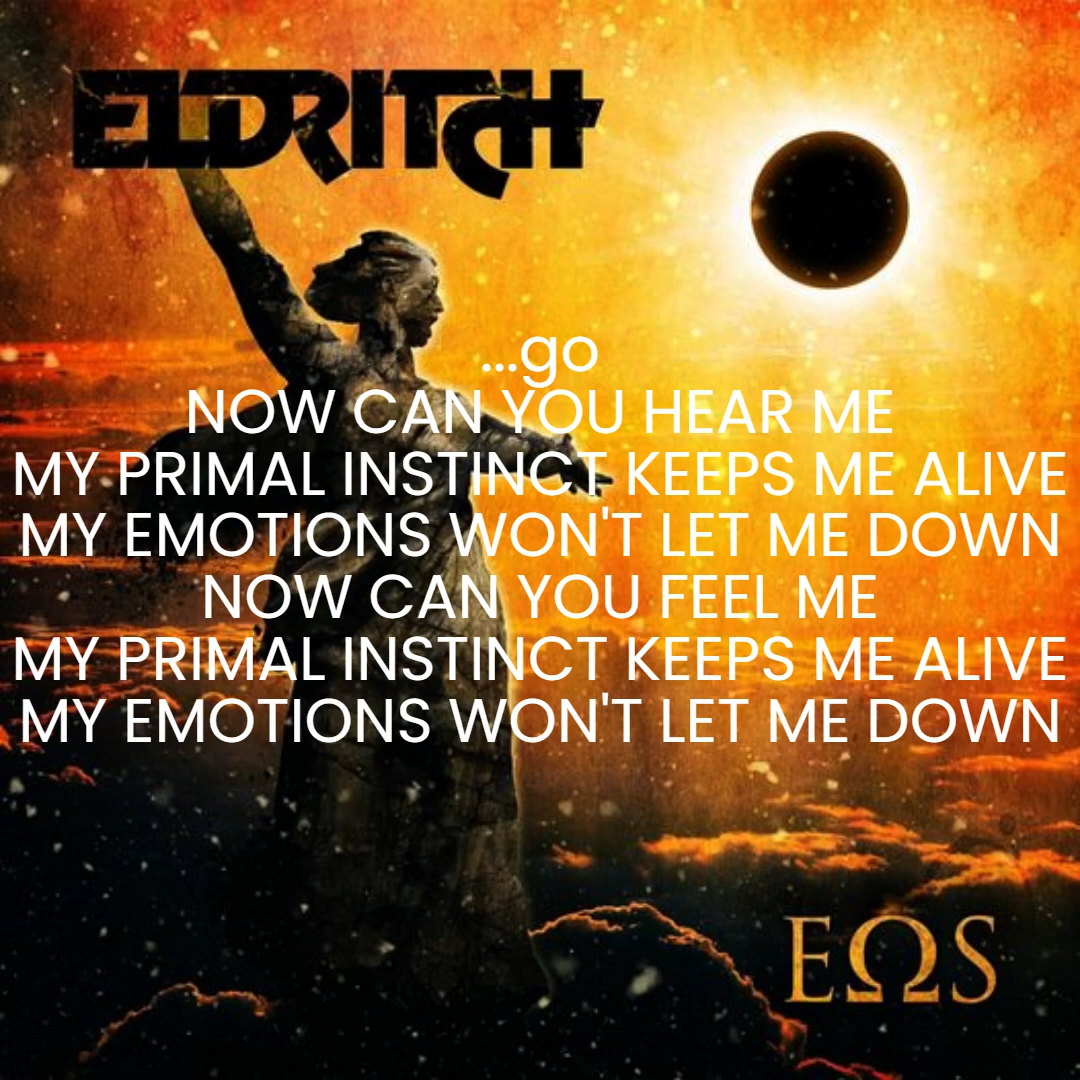 ELDRITCH
...go
NOW CAN YOU HEAR ME
MY PRIMAL INSTINCT KEEPS ME ALIVE
MY EMOTIONS WON'T LET ME DOWN
NOW CAN YOU FEEL ME
MY PRIMAL INSTINCT KEEPS ME ALIVE
MY EMOTIONS WON'T LET ME DOWN
EΩS